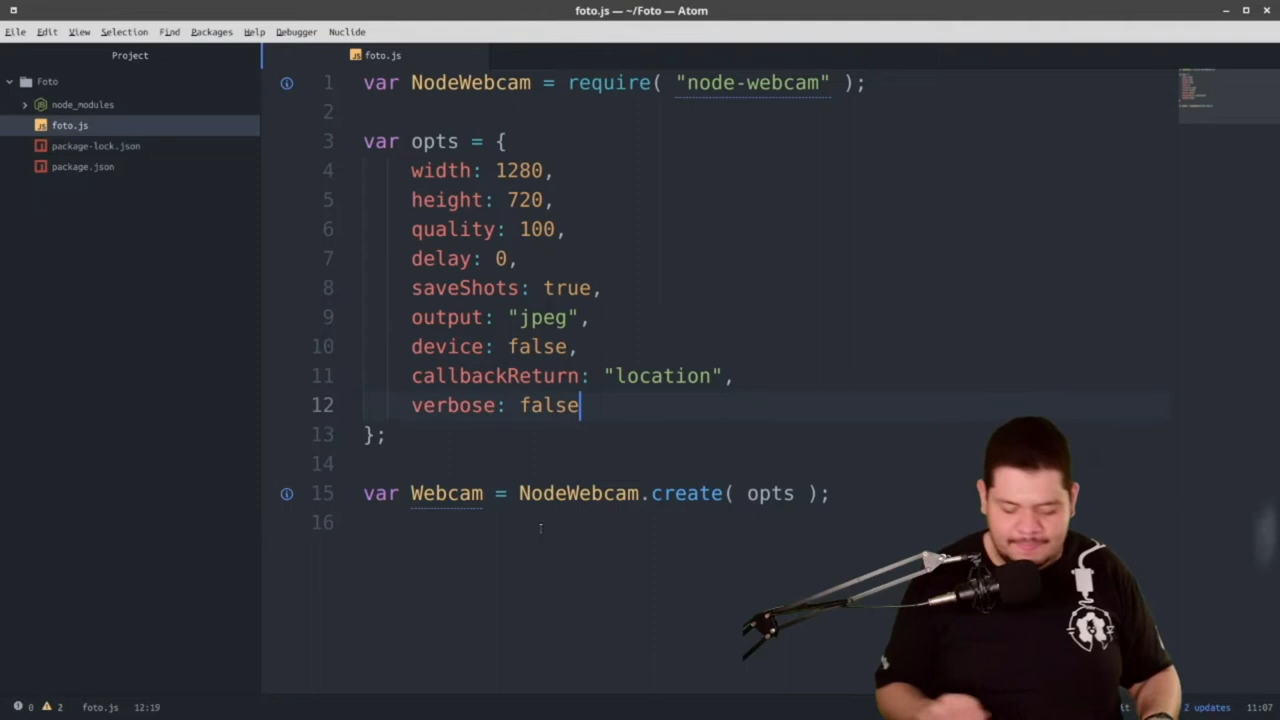 foto.js — ~/Foto — Atom
File Edit View Selection Find Packages Help Debugger Nuclide
Project
foto.js
Foto
node_modules
foto.js
package-lock.json
package.json
1 var NodeWebcam = require( "node-webcam" );
2
3 var opts = {
4 width: 1280,
5 height: 720,
6 quality: 100,
7 delay: 0,
8 saveShots: true,
9 output: "jpeg",
10 device: false,
11 callbackReturn: "location",
12 verbose: false
13 };
14
15 var Webcam = NodeWebcam.create( opts );
16
0 2 foto.js 12:19
2 updates 11:07